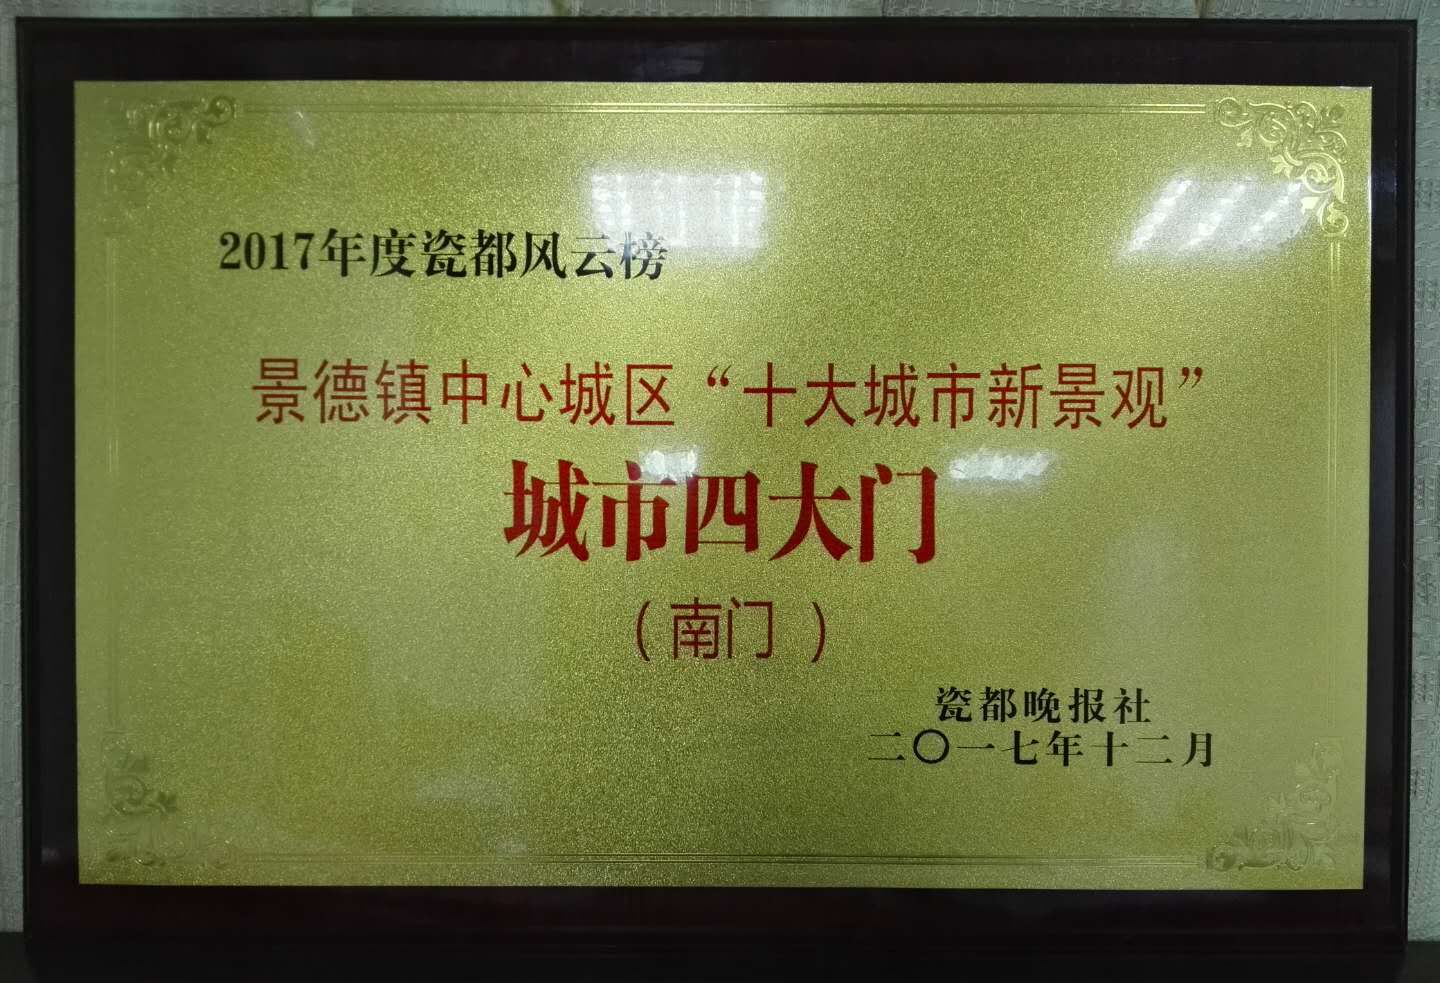 2017年度瓷都风云榜
景德镇中心城区“十大城市新景观”
城市四大门
（南门 ）
瓷都晚报社
二〇一七年十二月